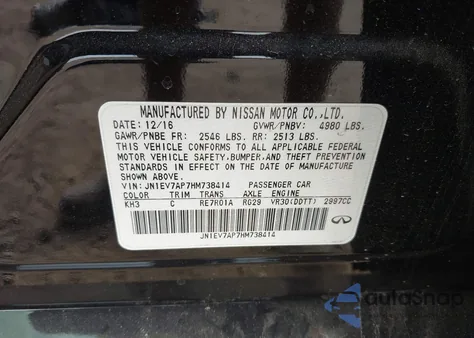 MANUFACTURED BY NISSAN MOTOR CO.,LTD.
DATE: 12/16 GVWR/PNBV: 4980 LBS.
GAWR/PNBE FR: 2546 LBS. RR: 2513 LBS.
THIS VEHICLE CONFORMS TO ALL APPLICABLE FEDERAL
MOTOR VEHICLE SAFETY, BUMPER, AND THEFT PREVENTION
STANDARDS IN EFFECT ON THE DATE OF MANUFACTURE
SHOWN ABOVE.
VIN: JN1EV7AP7HM738414 PASSENGER CAR
COLOR TRIM TRANS AXLE ENGINE
KH3 C RE7R01A RG29 VR30(DDTT) 2997CC
JN1EV7AP7HM738414
autosnap